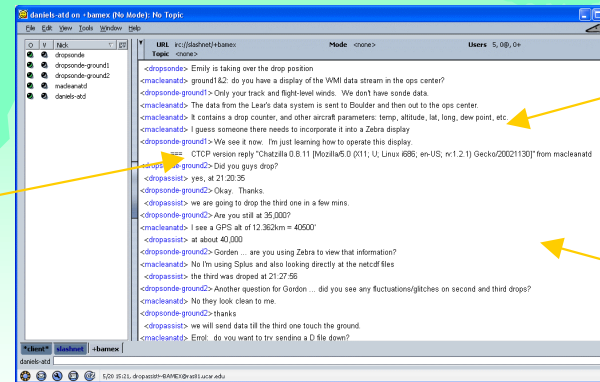 daniels-atd on +bamex (No Mode): No Topic
File Edit View Tools Window Help
O V Nick
dropsonde
dropsonde-ground1
dropsonde-ground2
macleanatd
daniels-atd
URL irc://slashnet/+bamex Mode <none> Users 5, 0@, 0+
Topic <none>
<dropsonde> Emily is taking over the drop position
<macleanatd> ground1&2: do you have a display of the WMI data stream in the ops center?
<dropsonde-ground1> Only your track and flight-level winds. We don't have sonde data.
<macleanatd> The data from the Lear's data system is sent to Boulder and then out to the ops center.
<macleanatd> It contains a drop counter, and other aircraft parameters: temp, altitude, lat, long, dew point, etc.
<macleanatd> I guess someone there needs to incorporate it into a Zebra display
<dropsonde-ground1> We see it now. I'm just learning how to operate this display.
=== CTCP version reply "Chatzilla 0.8.11 [Mozilla/5.0 (X11; U; Linux i686; en-US; rv:1.2.1) Gecko/20021130]" from macleanatd
<dropsonde-ground2> Did you guys drop?
<dropassist> yes, at 21:20:35
<dropsonde-ground2> Okay. Thanks.
<dropassist> we are going to drop the third one in a few mins.
<dropsonde-ground2> Are you still at 35,000?
<macleanatd> I see a GPS alt of 12.362km = 40500'
<dropassist> at about 40,000
<dropsonde-ground2> Gorden ... are you using Zebra to view that information?
<macleanatd> No I'm using Splus and also looking directly at the netcdf files
<dropassist> the third was droped at 21:27:56
<dropsonde-ground2> Another question for Gordon ... did you see any fluctuations/glitches on second and third drops?
<macleanatd> No they look clean to me.
<dropsonde-ground2> thanks
<dropassist> we will send data till the third one touch the ground.
<macleanatd> Errol: do you want to try sending a D file down?
*client* slashnet +bamex
daniels-atd
5/20 15:21, dropassist!~BAMEX@rasll1.ucar.edu